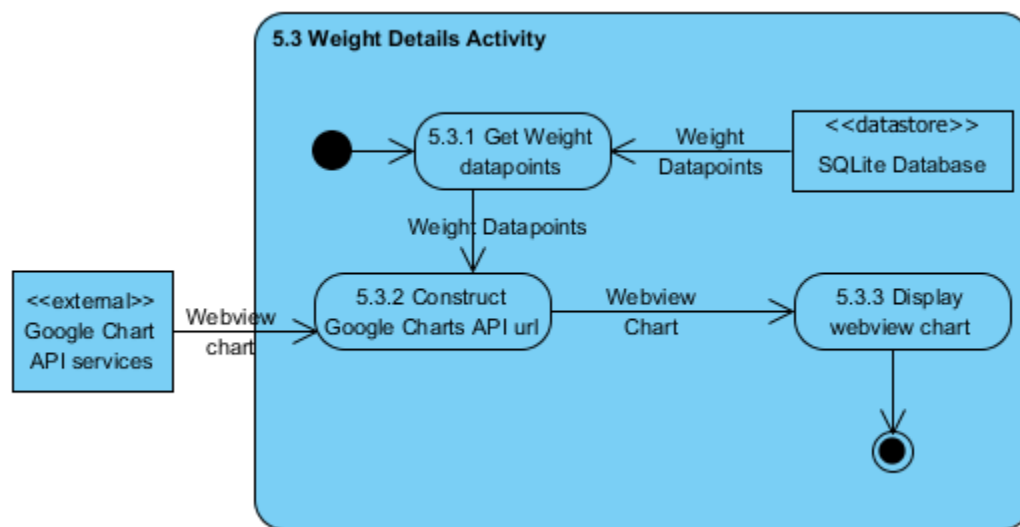 5.3 Weight Details Activity
5.3.1 Get Weight
datapoints
Weight
Datapoints
<<datastore>>
SQLite Database
Weight Datapoints
<<external>>
Google Chart
API services
Webview
chart
5.3.2 Construct
Google Charts API url
Webview
Chart
5.3.3 Display
webview chart